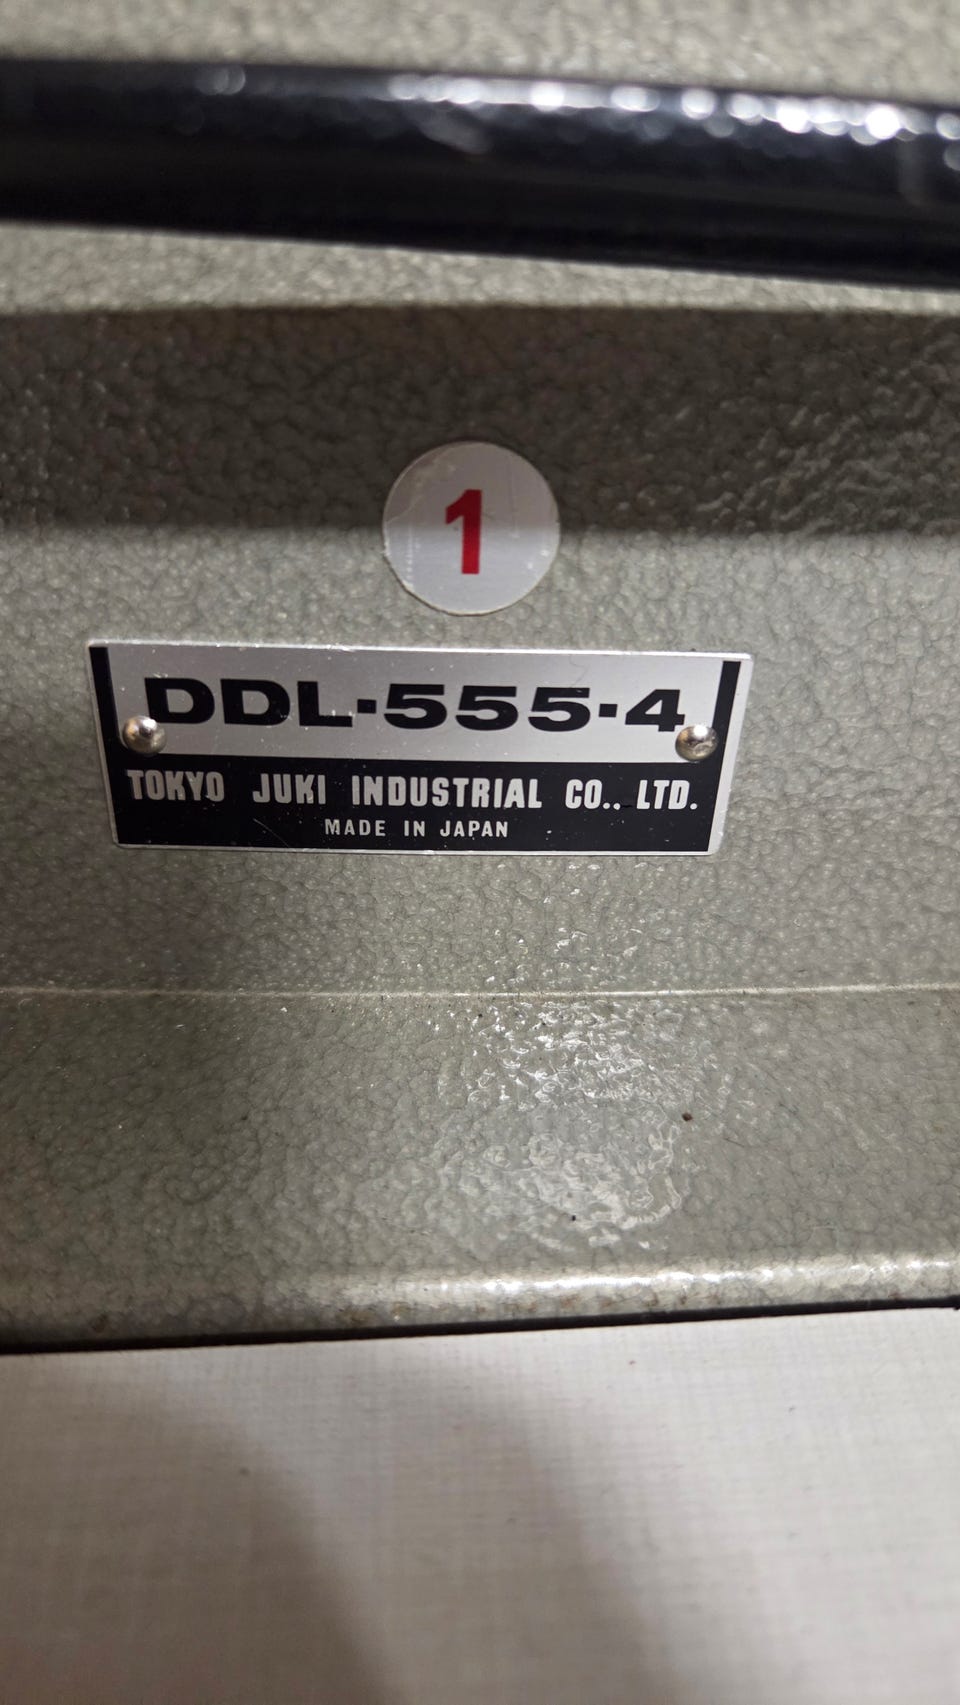 1
DDL·555·4
TOKYO JUKI INDUSTRIAL CO., LTD.
MADE IN JAPAN